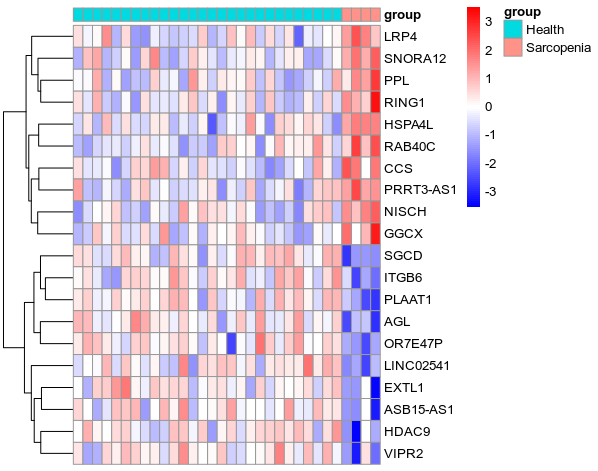 group
LRP4
SNORA12
PPL
RING1
HSPA4L
RAB40C
CCS
PRRT3-AS1
NISCH
GGCX
SGCD
ITGB6
PLAAT1
AGL
OR7E47P
LINC02541
EXTL1
ASB15-AS1
HDAC9
VIPR2
3
2
1
0
-1
-2
-3
group
Health
Sarcopenia